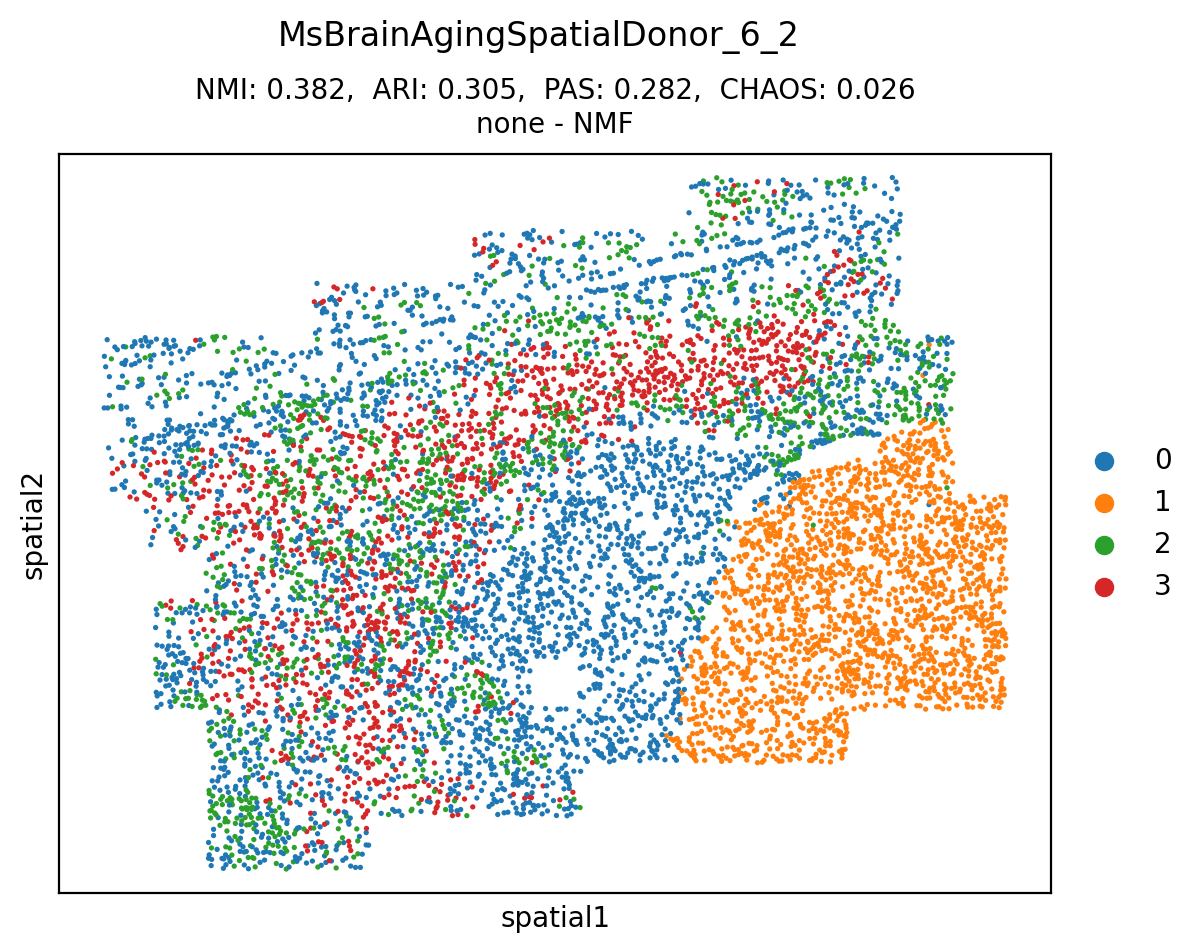 MsBrainAgingSpatialDonor_6_2
NMI: 0.382,  ARI: 0.305,  PAS: 0.282,  CHAOS: 0.026
none - NMF
spatial2
0
1
2
3
spatial1